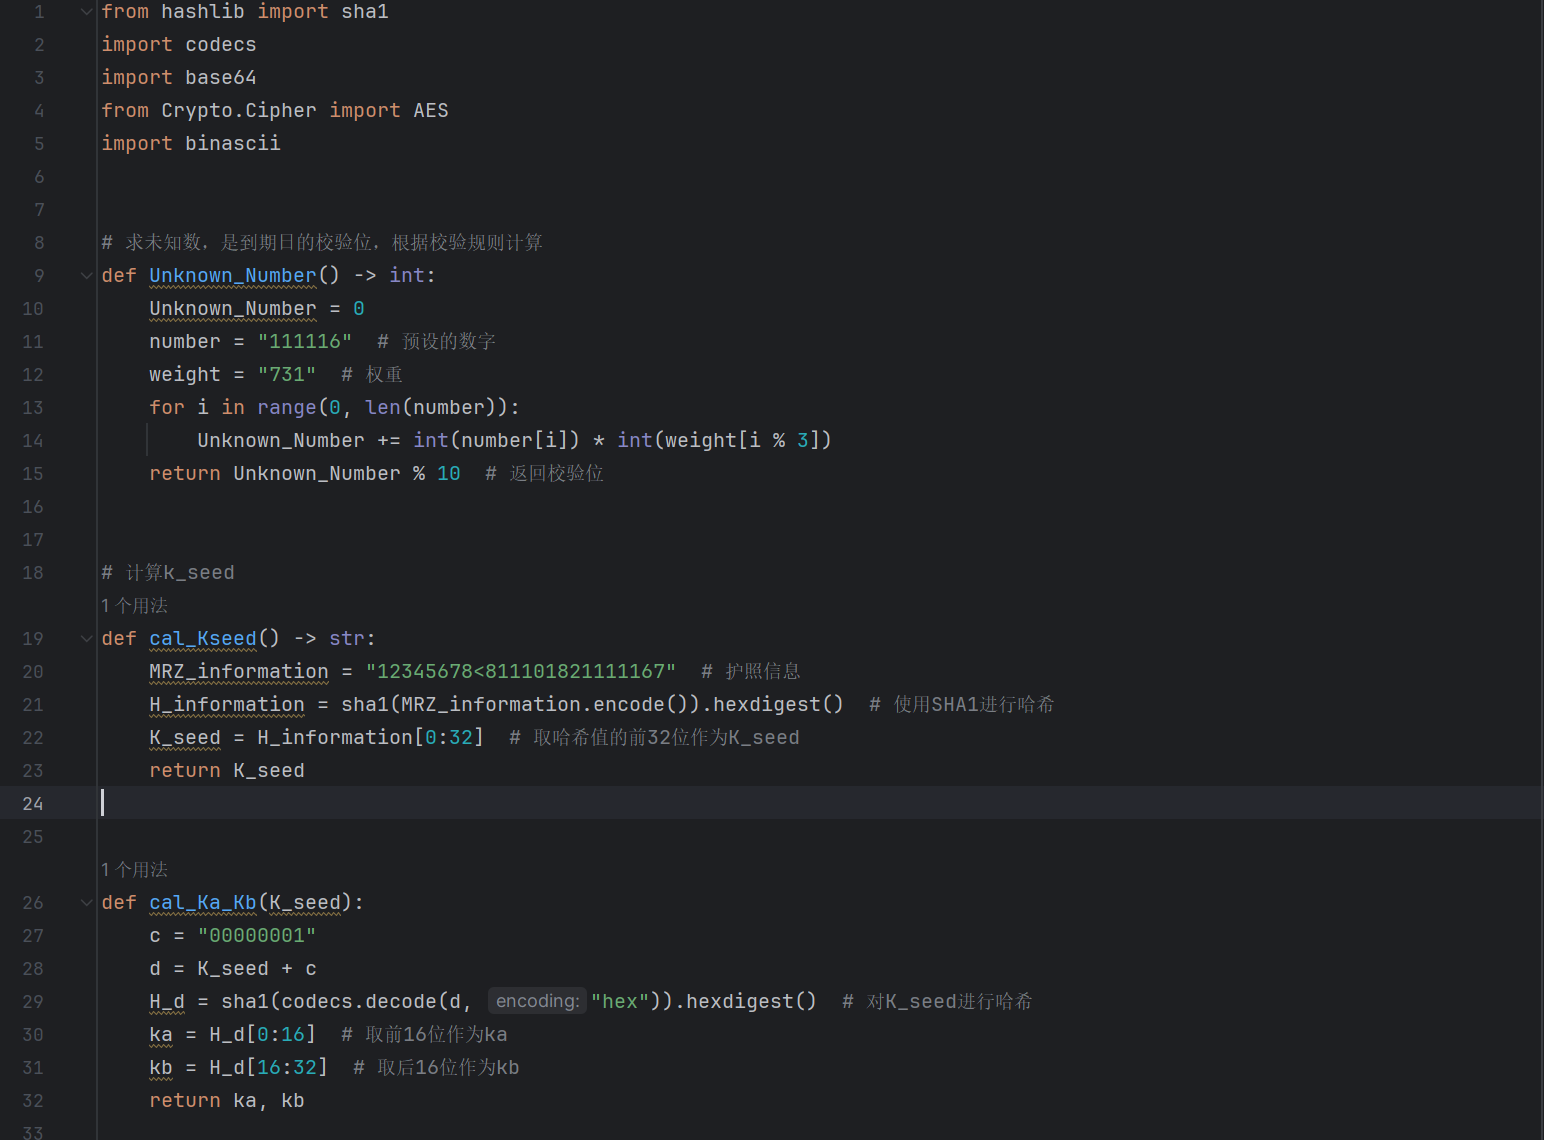 1 from hashlib import sha1
2 import codecs
3 import base64
4 from Crypto.Cipher import AES
5 import binascii
6
7
8 # 求未知数，是到期日的校验位，根据校验规则计算
9 def Unknown_Number() -> int:
10 Unknown_Number = 0
11 number = "111116" # 预设的数字
12 weight = "731" # 权重
13 for i in range(0, len(number)):
14 Unknown_Number += int(number[i]) * int(weight[i % 3])
15 return Unknown_Number % 10 # 返回校验位
16
17
18 # 计算k_seed
1 个用法
19 def cal_Kseed() -> str:
20 MRZ_information = "12345678<811101821111167" # 护照信息
21 H_information = sha1(MRZ_information.encode()).hexdigest() # 使用SHA1进行哈希
22 K_seed = H_information[0:32] # 取哈希值的前32位作为K_seed
23 return K_seed
24
25
1 个用法
26 def cal_Ka_Kb(K_seed):
27 c = "00000001"
28 d = K_seed + c
29 H_d = sha1(codecs.decode(d, encoding: "hex")).hexdigest() # 对K_seed进行哈希
30 ka = H_d[0:16] # 取前16位作为ka
31 kb = H_d[16:32] # 取后16位作为kb
32 return ka, kb
33